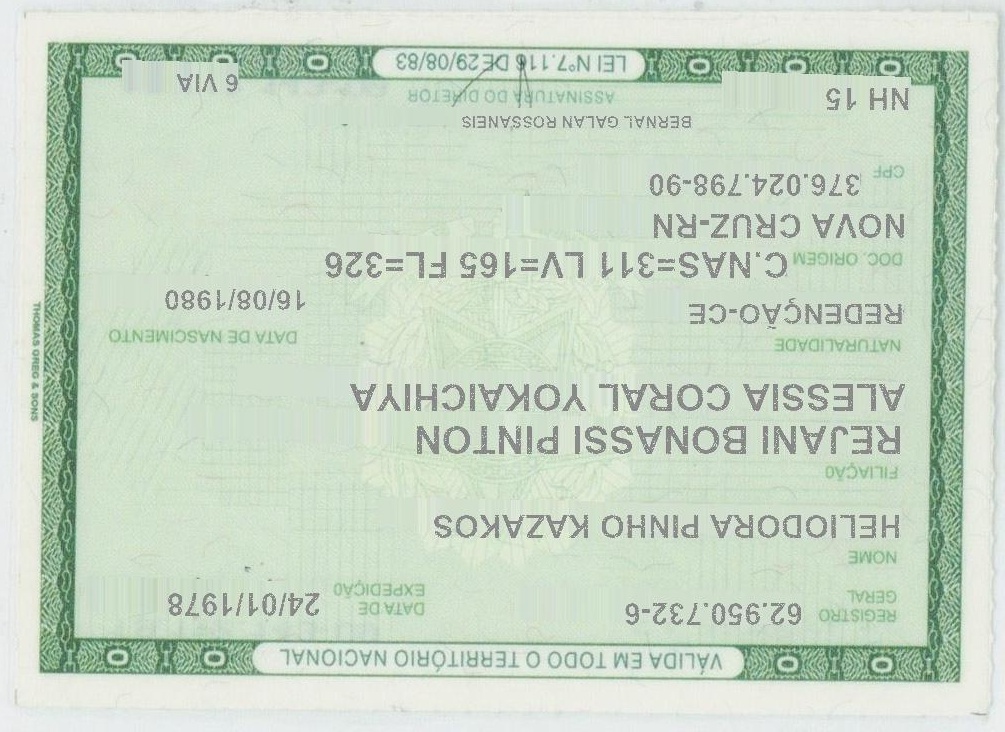 VÁLIDA EM TODO O TERRITÓRIO NACIONAL
REGISTRO GERAL 62.950.732-6 DATA DE EXPEDIÇÃO 24/01/1978
NOME
HELIODORA PINHO KAZAKOS
FILIAÇÃO
REJANI BONASSI PINTON
ALESSIA CORAL YOKAICHIYA
NATURALIDADE DATA DE NASCIMENTO
REDENÇÃO-CE 16/08/1980
DOC. ORIGEM C.NAS=311 LV=165 FL=326
NOVA CRUZ-RN
CPF 376.024.798-90
BERNAL GALAN ROSSANEIS
NH 15 ASSINATURA DO DIRETOR 6 VIA
LEI Nº7.116 DE 29/08/83
THOMAS GREG & SONS